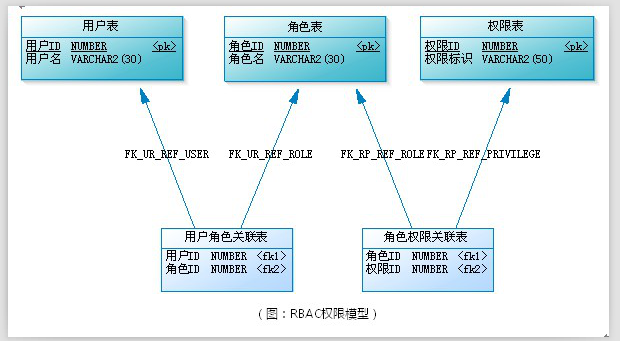 用户表 角色表 权限表
用户ID NUMBER <pk> 角色ID NUMBER <pk> 权限ID NUMBER <pk>
用户名 VARCHAR2(30) 角色名 VARCHAR2(30) 权限标识 VARCHAR2(50)
FK_UR_REF_USER FK_UR_REF_ROLE FK_RP_REF_ROLE FK_RP_REF_PRIVILEGE
用户角色关联表 角色权限关联表
用户ID NUMBER <fk1> 角色ID NUMBER <fk1>
角色ID NUMBER <fk2> 权限ID NUMBER <fk2>
(图：RBAC权限模型)